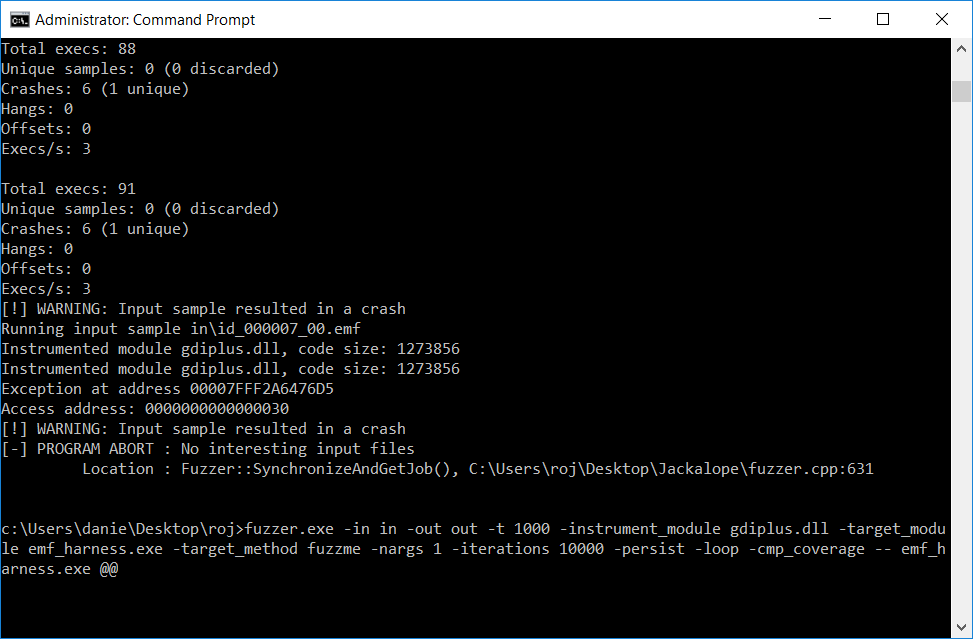 Administrator: Command Prompt
Total execs: 88
Unique samples: 0 (0 discarded)
Crashes: 6 (1 unique)
Hangs: 0
Offsets: 0
Execs/s: 3
Total execs: 91
Unique samples: 0 (0 discarded)
Crashes: 6 (1 unique)
Hangs: 0
Offsets: 0
Execs/s: 3
[!] WARNING: Input sample resulted in a crash
Running input sample in\id_000007_00.emf
Instrumented module gdiplus.dll, code size: 1273856
Instrumented module gdiplus.dll, code size: 1273856
Exception at address 00007FFF2A6476D5
Access address: 0000000000000030
[!] WARNING: Input sample resulted in a crash
[-] PROGRAM ABORT : No interesting input files
Location : Fuzzer::SynchronizeAndGetJob(), C:\Users\roj\Desktop\Jackalope\fuzzer.cpp:631
c:\Users\danie\Desktop\roj>fuzzer.exe -in in -out out -t 1000 -instrument_module gdiplus.dll -target_modu
le emf_harness.exe -target_method fuzzme -nargs 1 -iterations 10000 -persist -loop -cmp_coverage -- emf_h
arness.exe @@